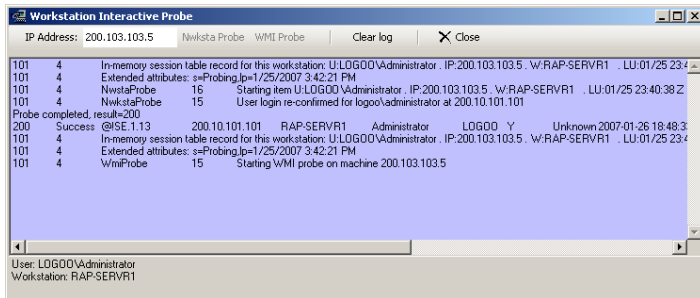 Workstation Interactive Probe
IP Address: 200.103.103.5 Nwksta Probe WMI Probe Clear log Close
101 4 In-memory session table record for this workstation: U:LOGOO\Administrator . IP:200.103.103.5 . W:RAP-SERVR1 . LU:01/25 23:4
101 4 Extended attributes: s=Probing,lp=1/25/2007 3:42:21 PM
101 4 NwstaProbe 16 Starting item U:LOGOO\Administrator . IP:200.103.103.5 . W:RAP-SERVR1 . LU:01/25 23:40:38 Z
101 4 NwkstaProbe 15 User login re-confirmed for logoo\administrator at 200.10.101.101
Probe completed, result=200
200 Success @!SE.1.13 200.10.101.101 RAP-SERVR1 Administrator LOGOO Y Unknown 2007-01-26 18:48:3
101 4 In-memory session table record for this workstation: U:LOGOO\Administrator . IP:200.103.103.5 . W:RAP-SERVR1 . LU:01/25 23:4
101 4 Extended attributes: s=Probing,lp=1/25/2007 3:42:21 PM
101 4 WmiProbe 15 Starting WMI probe on machine 200.103.103.5
User: LOGOO\Administrator
Workstation: RAP-SERVR1